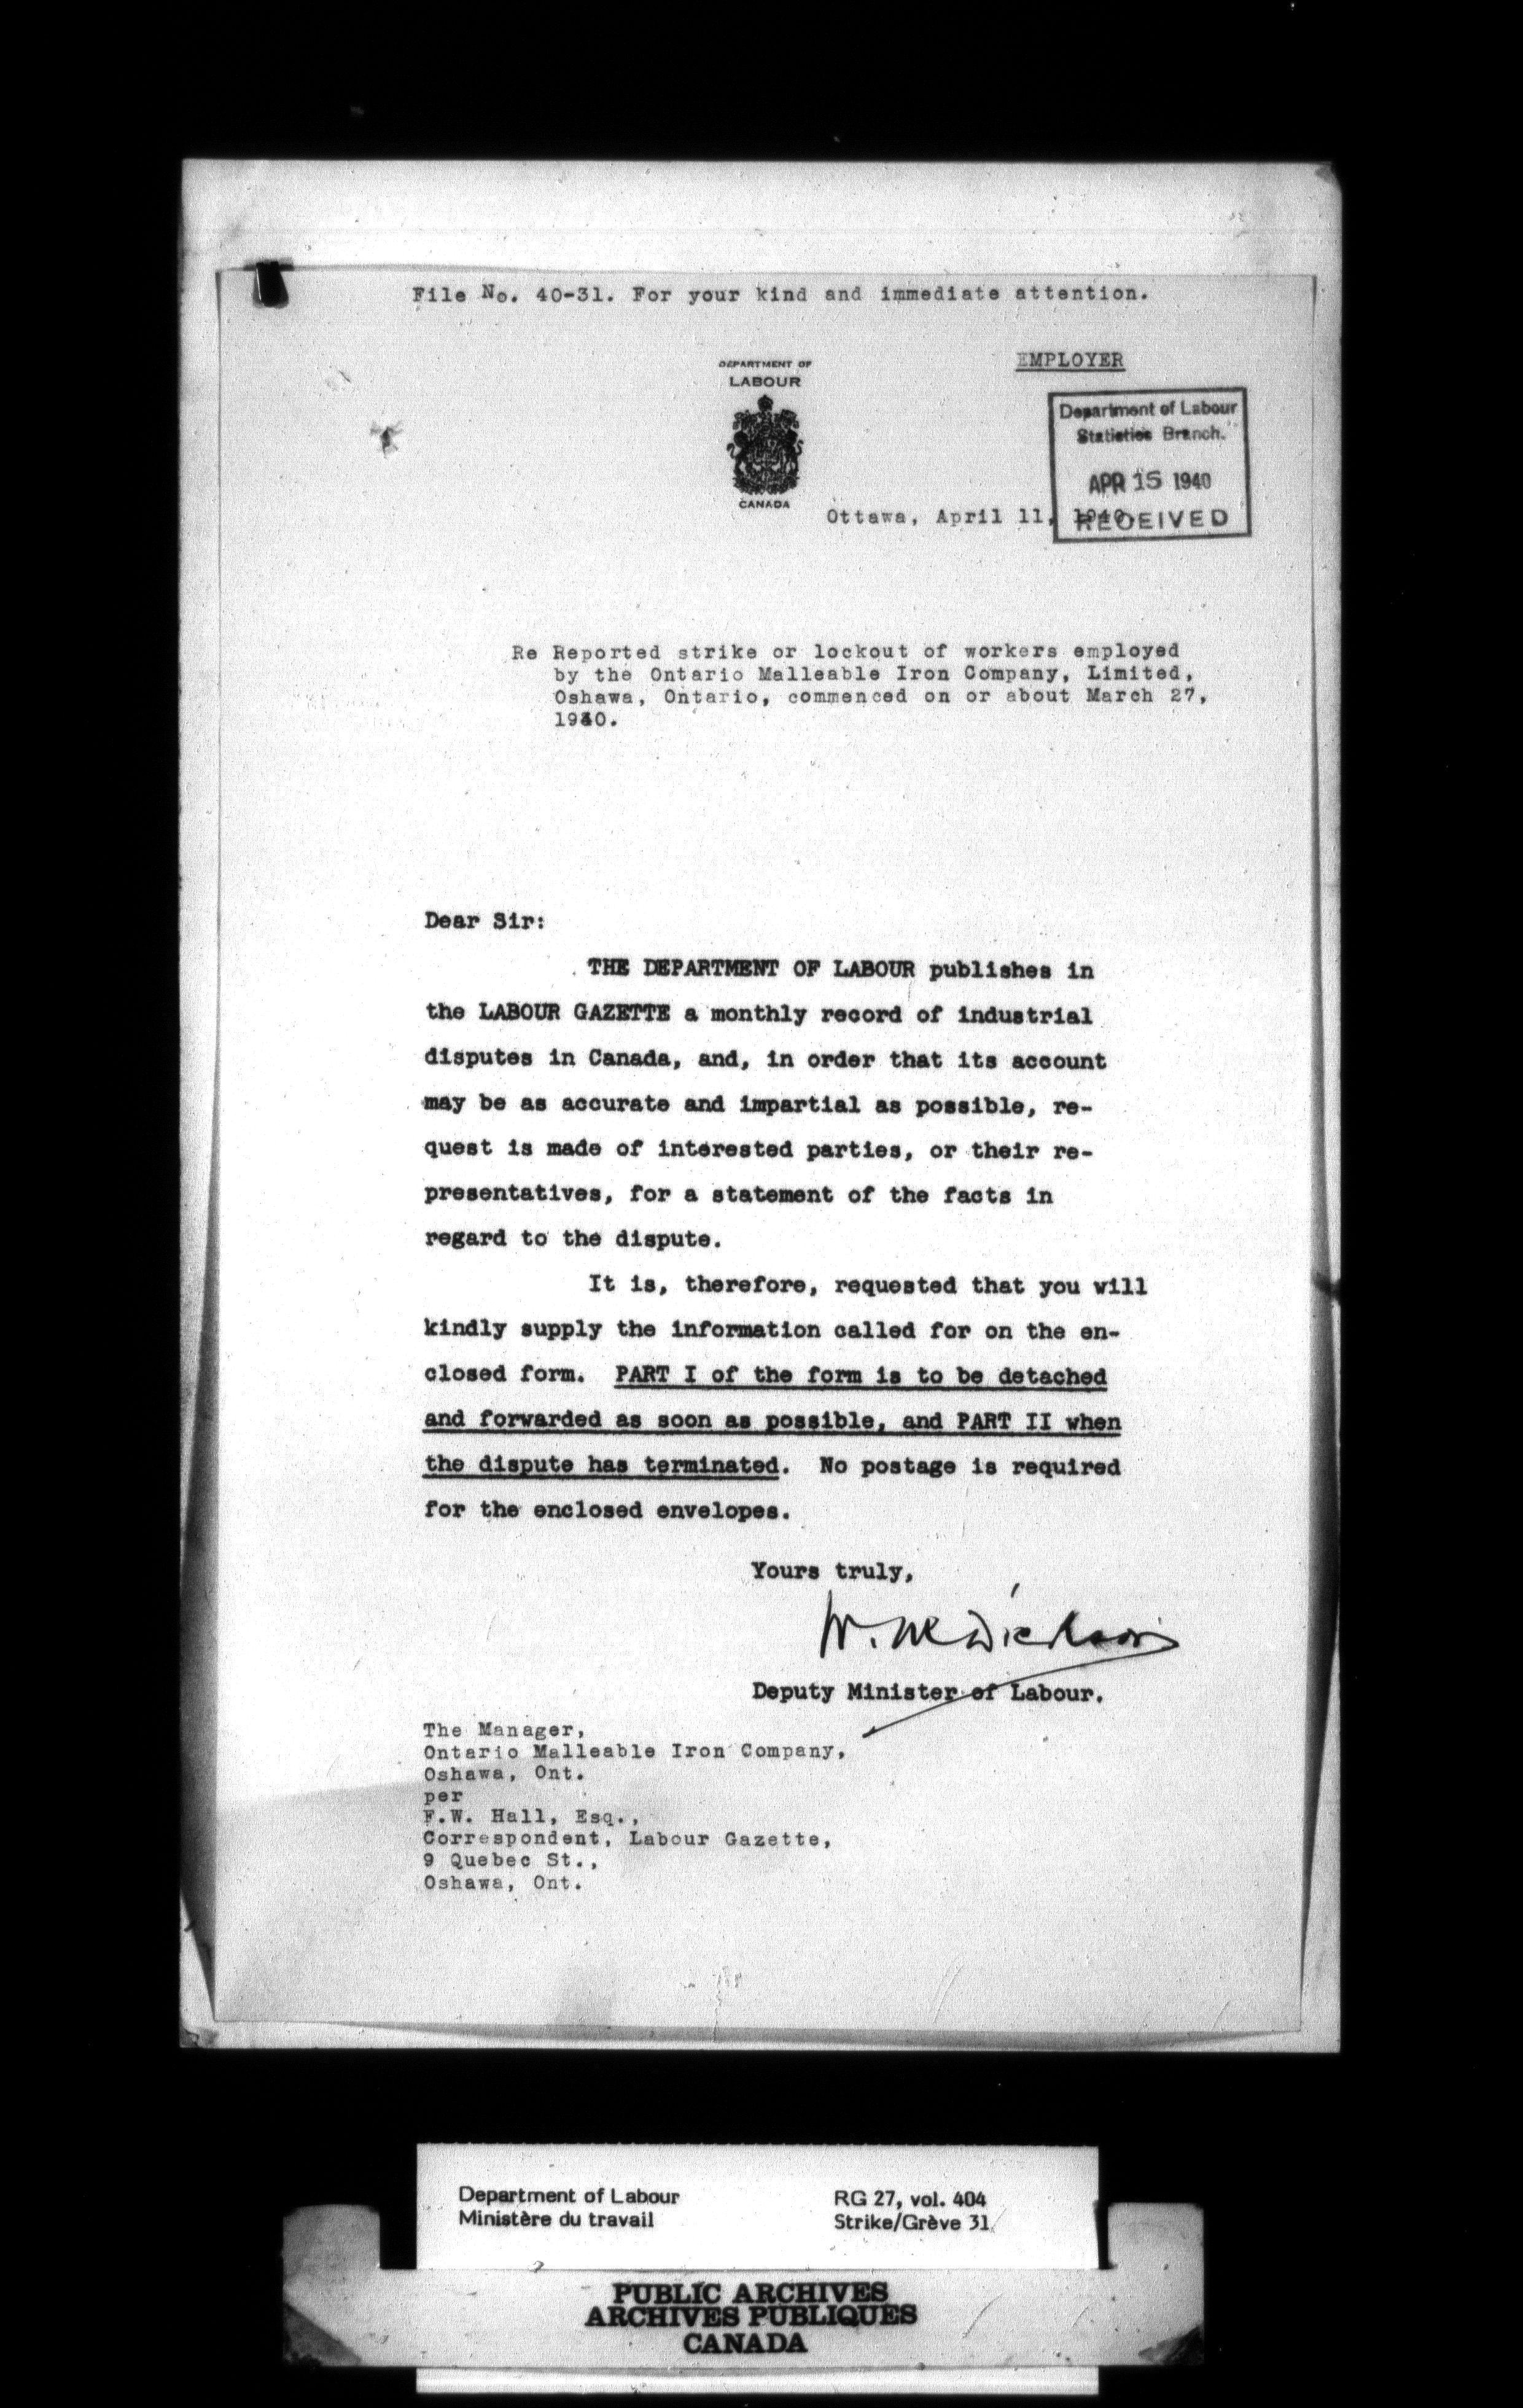 File No. 40-31. For your kind and immediate attention.
EMPLOYER
DEPARTMENT OF
LABOUR
CANADA
Department of Labour
Statistics Branch.
APR 15 1940
RECEIVED
Ottawa, April 11, 1940.
Re Reported strike or lockout of workers employed
by the Ontario Malleable Iron Company, Limited,
Oshawa, Ontario, commenced on or about March 27,
1940.
Dear Sir:
THE DEPARTMENT OF LABOUR publishes in
the LABOUR GAZETTE a monthly record of industrial
disputes in Canada, and, in order that its account
may be as accurate and impartial as possible, re-
quest is made of interested parties, or their re-
presentatives, for a statement of the facts in
regard to the dispute.
It is, therefore, requested that you will
kindly supply the information called for on the en-
closed form. PART I of the form is to be detached
and forwarded as soon as possible, and PART II when
the dispute has terminated. No postage is required
for the enclosed envelopes.
Yours truly,
W. M. Dickson
Deputy Minister of Labour.
The Manager,
Ontario Malleable Iron Company,
Oshawa, Ont.
per
F.W. Hall, Esq.,
Correspondent, Labour Gazette,
9 Quebec St.,
Oshawa, Ont.
Department of Labour
Ministère du travail
RG 27, vol. 404
Strike/Grève 31
PUBLIC ARCHIVES
ARCHIVES PUBLIQUES
CANADA